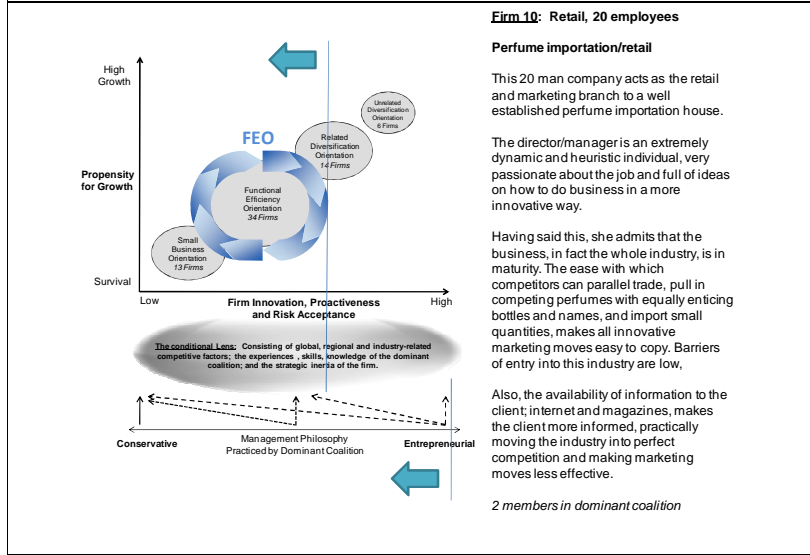 High
Growth
Propensity
for Growth
Survival
FEO
Unrelated
Diversification
Orientation
6 Firms
Related
Diversification
Orientation
14 Firms
Functional
Efficiency
Orientation
34 Firms
Small
Business
Orientation
13 Firms
Low
Firm Innovation, Proactiveness
and Risk Acceptance
High
The conditional Lens: Consisting of global, regional and industry-related
competitive factors; the experiences , skills, knowledge of the dominant
coalition; and the strategic inertia of the firm.
Conservative
Management Philosophy
Practiced by Dominant Coalition
Entrepreneurial
Firm 10: Retail, 20 employees
Perfume importation/retail
This 20 man company acts as the retail
and marketing branch to a well
established perfume importation house.
The director/manager is an extremely
dynamic and heuristic individual, very
passionate about the job and full of ideas
on how to do business in a more
innovative way.
Having said this, she admits that the
business, in fact the whole industry, is in
maturity. The ease with which
competitors can parallel trade, pull in
competing perfumes with equally enticing
bottles and names, and import small
quantities, makes all innovative
marketing moves easy to copy. Barriers
of entry into this industry are low,
Also, the availability of information to the
client; internet and magazines, makes
the client more informed, practically
moving the industry into perfect
competition and making marketing
moves less effective.
2 members in dominant coalition